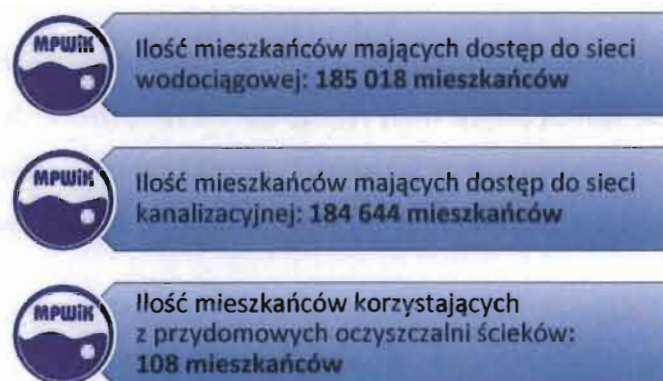 MPWiK
Ilość mieszkańców mających dostęp do sieci
wodociągowej: 185 018 mieszkańców
MPWiK
Ilość mieszkańców mających dostęp do sieci
kanalizacyjnej: 184 644 mieszkańców
MPWiK
Ilość mieszkańców korzystających
z przydomowych oczyszczalni ścieków:
108 mieszkańców